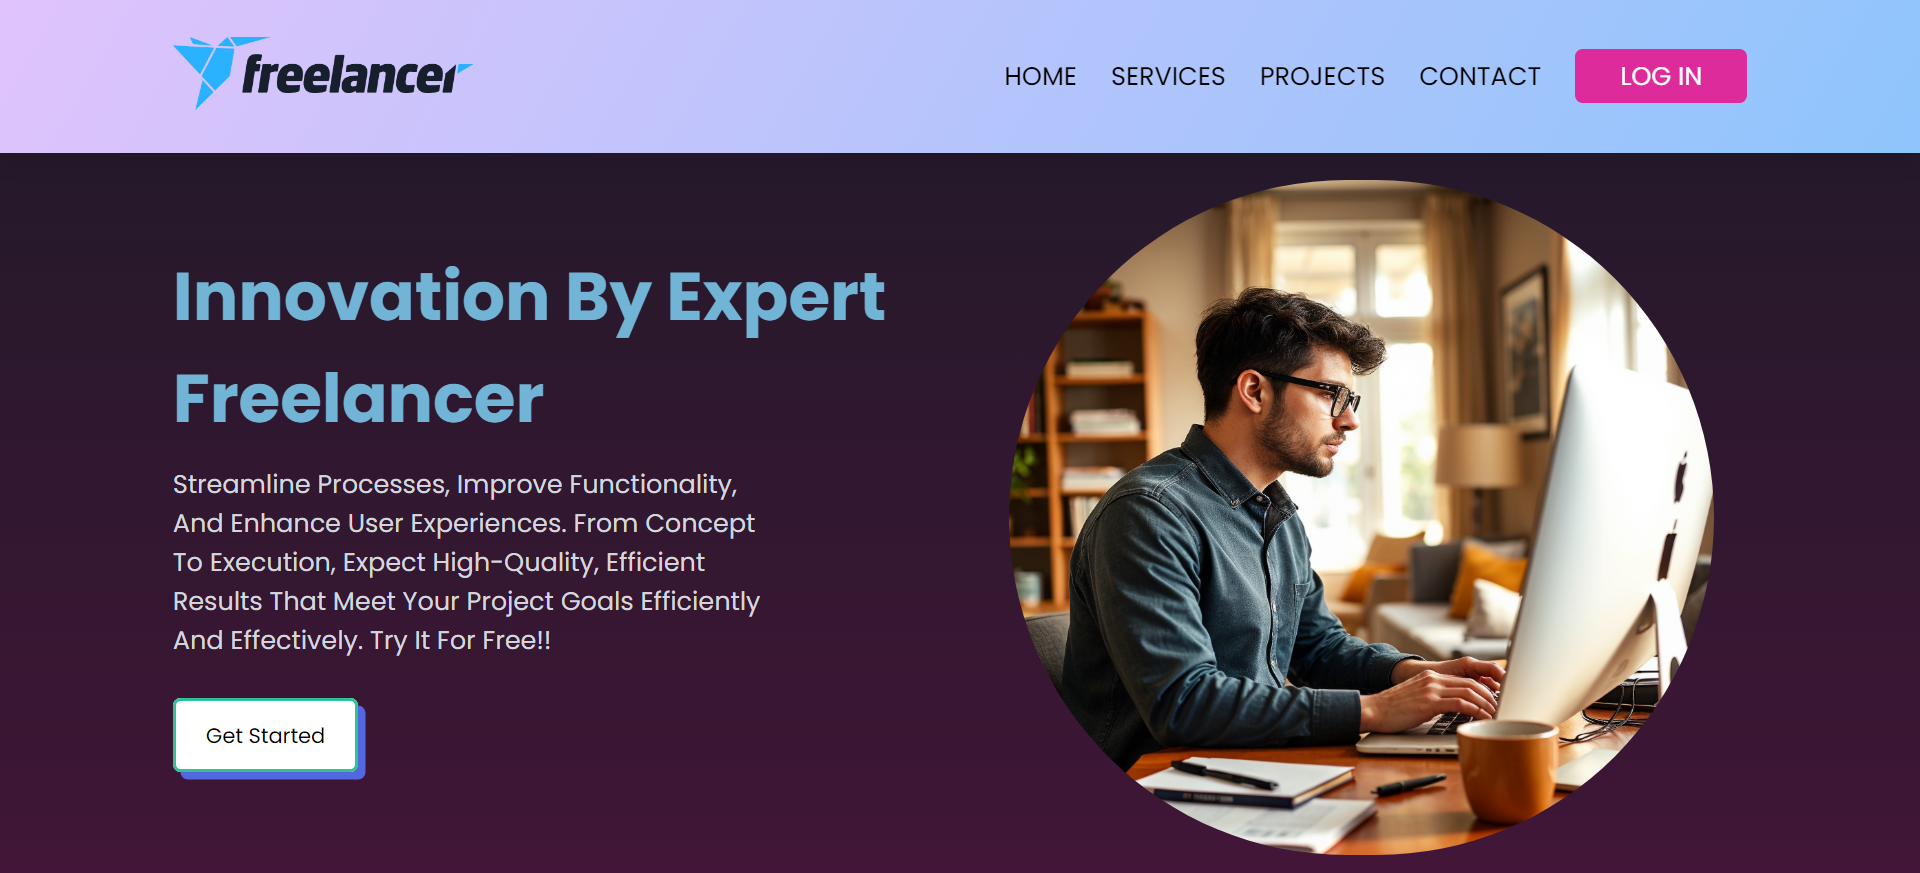 freelancer
HOME SERVICES PROJECTS CONTACT LOG IN
Innovation By Expert
Freelancer
Streamline Processes, Improve Functionality,
And Enhance User Experiences. From Concept
To Execution, Expect High-Quality, Efficient
Results That Meet Your Project Goals Efficiently
And Effectively. Try It For Free!!
Get Started